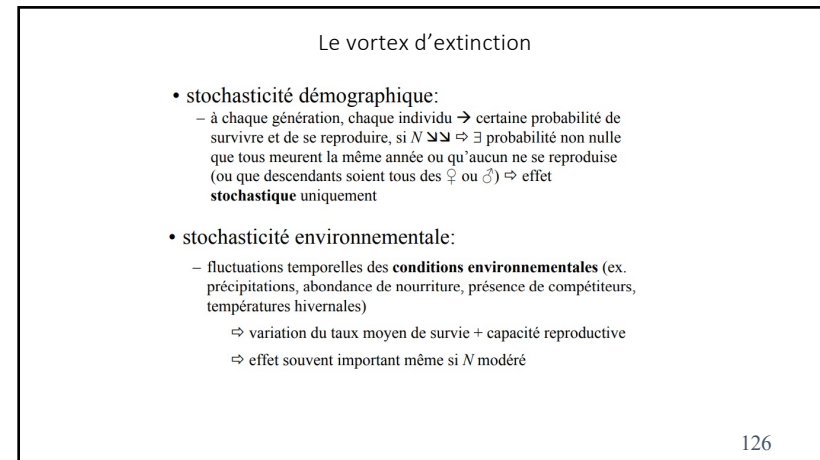 Le vortex d’extinction
• stochasticité démographique:
– à chaque génération, chaque individu → certaine probabilité de
survivre et de se reproduire, si N ↘↘ ⇨ ∃ probabilité non nulle
que tous meurent la même année ou qu’aucun ne se reproduise
(ou que descendants soient tous des ♀ ou ♂) ⇨ effet
stochastique uniquement
• stochasticité environnementale:
– fluctuations temporelles des conditions environnementales (ex.
précipitations, abondance de nourriture, présence de compétiteurs,
températures hivernales)
⇨ variation du taux moyen de survie + capacité reproductive
⇨ effet souvent important même si N modéré
126